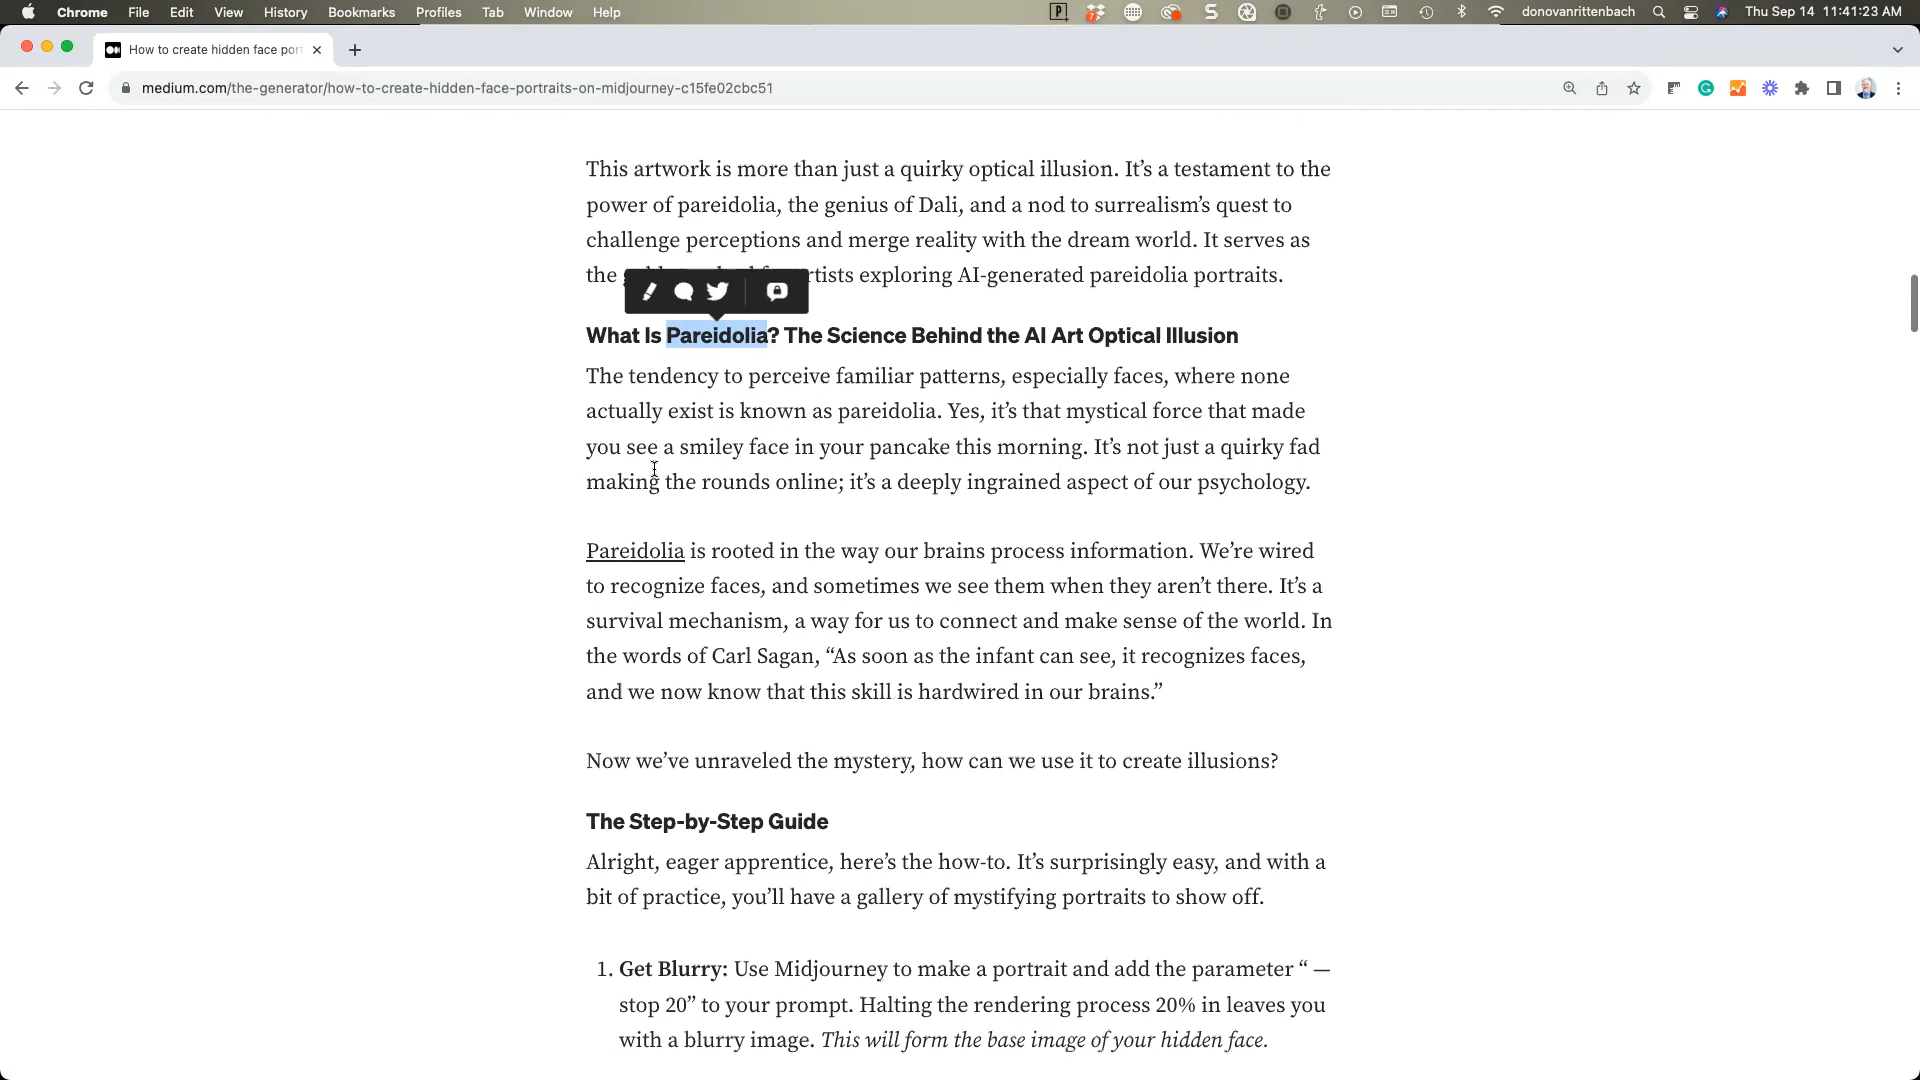 Chrome File Edit View History Bookmarks Profiles Tab Window Help donovanrittenbach Thu Sep 14 11:41:23 AM
How to create hidden face por
medium.com/the-generator/how-to-create-hidden-face-portraits-on-midjourney-c15fe02cbc51
This artwork is more than just a quirky optical illusion. It’s a testament to the
power of pareidolia, the genius of Dali, and a nod to surrealism’s quest to
challenge perceptions and merge reality with the dream world. It serves as
the rtists exploring AI-generated pareidolia portraits.
What Is Pareidolia? The Science Behind the AI Art Optical Illusion
The tendency to perceive familiar patterns, especially faces, where none
actually exist is known as pareidolia. Yes, it’s that mystical force that made
you see a smiley face in your pancake this morning. It’s not just a quirky fad
making the rounds online; it’s a deeply ingrained aspect of our psychology.
Pareidolia is rooted in the way our brains process information. We’re wired
to recognize faces, and sometimes we see them when they aren’t there. It’s a
survival mechanism, a way for us to connect and make sense of the world. In
the words of Carl Sagan, “As soon as the infant can see, it recognizes faces,
and we now know that this skill is hardwired in our brains.”
Now we’ve unraveled the mystery, how can we use it to create illusions?
The Step-by-Step Guide
Alright, eager apprentice, here’s the how-to. It’s surprisingly easy, and with a
bit of practice, you’ll have a gallery of mystifying portraits to show off.
1. Get Blurry: Use Midjourney to make a portrait and add the parameter “ —
stop 20” to your prompt. Halting the rendering process 20% in leaves you
with a blurry image. This will form the base image of your hidden face.